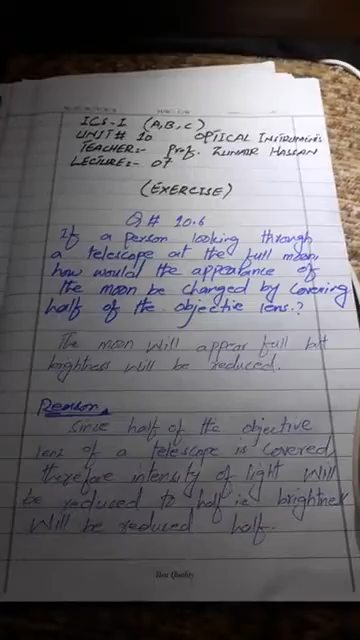 ICS-I (A,B,C)
UNIT # 10 OPTICAL INSTRUMENTS
TEACHER:- Prof. ZUNAIR HASSAN
LECTURE:- 07
(EXERCISE)
Q # 10.6
If a person looking through
a telescope at the full moon,
how would the appearance of
the moon be changed by covering
half of the objective lens.?
The moon will appear full but
brightness will be reduced.
Reason
Since half of the objective
lens of a telescope is covered,
therefore intensity of light will
be reduced to half ie brightness
will be reduced half.
Best Quality